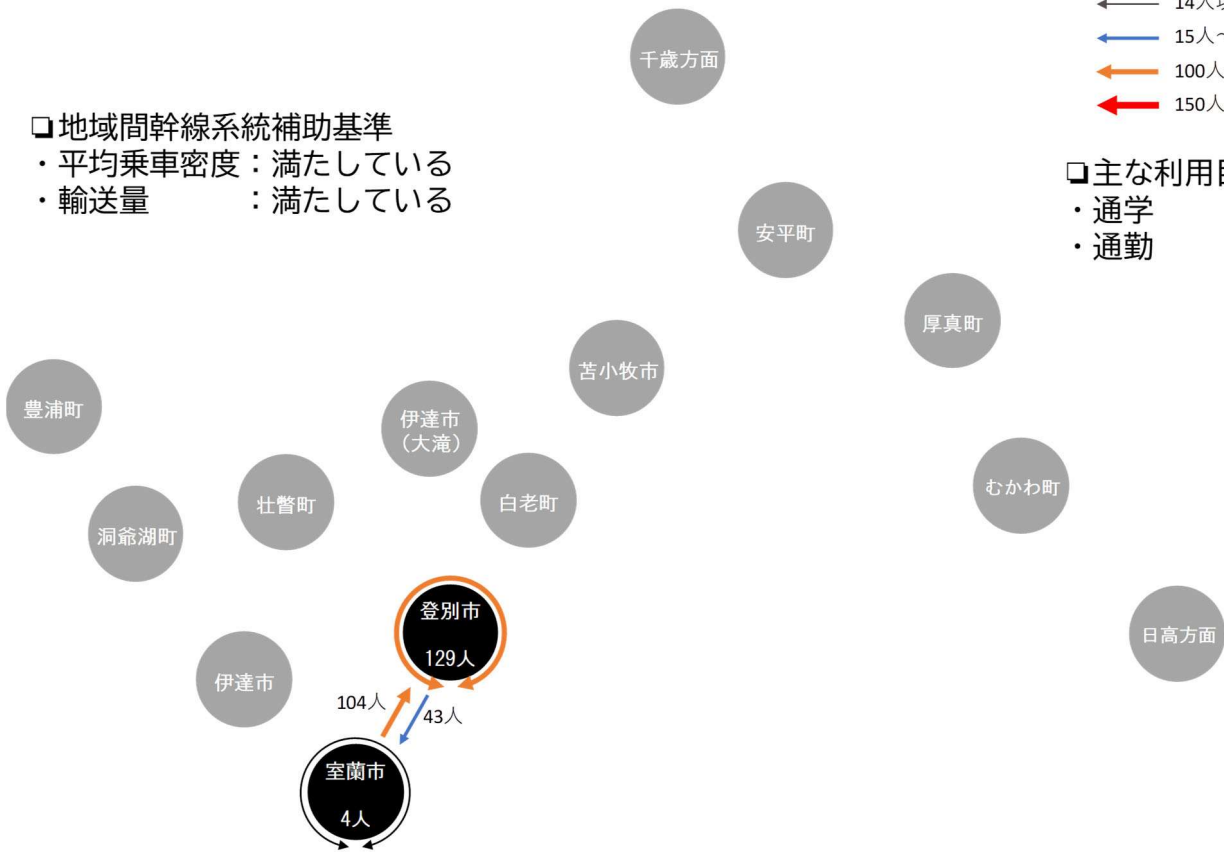 14人
15人～
100人
150人
千歳方面
❏地域間幹線系統補助基準
・平均乗車密度：満たしている
・輸送量　　　：満たしている
❏主な利用
・通学
・通勤
安平町
厚真町
苫小牧市
豊浦町
伊達市
（大滝）
壮瞥町
白老町
むかわ町
洞爺湖町
登別市
129人
日高方面
伊達市
104人
43人
室蘭市
4人